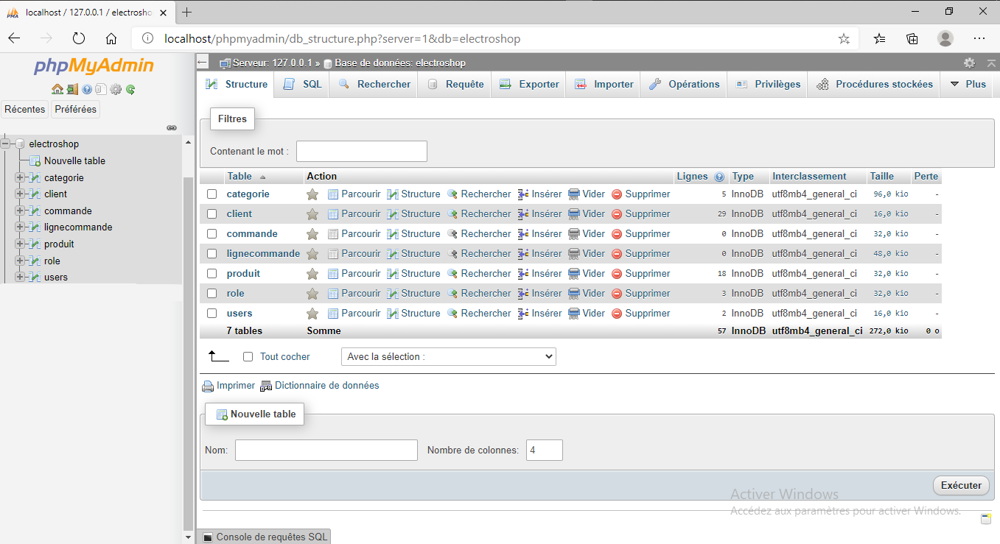 localhost / 127.0.0.1 / electrosho
localhost/phpmyadmin/db_structure.php?server=1&db=electroshop
phpMyAdmin
Récentes Préférées
electroshop
Nouvelle table
categorie
client
commande
lignecommande
produit
role
users
Serveur: 127.0.0.1 » Base de données: electroshop
Structure SQL Rechercher Requête Exporter Importer Opérations Privilèges Procédures stockées Plus
Filtres
Contenant le mot :
Table Action Lignes Type Interclassement Taille Perte
categorie Parcourir Structure Rechercher Insérer Vider Supprimer 5 InnoDB utf8mb4_general_ci 96,0 kio -
client Parcourir Structure Rechercher Insérer Vider Supprimer 29 InnoDB utf8mb4_general_ci 16,0 kio -
commande Parcourir Structure Rechercher Insérer Vider Supprimer 0 InnoDB utf8mb4_general_ci 32,0 kio -
lignecommande Parcourir Structure Rechercher Insérer Vider Supprimer 0 InnoDB utf8mb4_general_ci 48,0 kio -
produit Parcourir Structure Rechercher Insérer Vider Supprimer 18 InnoDB utf8mb4_general_ci 32,0 kio -
role Parcourir Structure Rechercher Insérer Vider Supprimer 3 InnoDB utf8mb4_general_ci 32,0 kio -
users Parcourir Structure Rechercher Insérer Vider Supprimer 2 InnoDB utf8mb4_general_ci 16,0 kio -
7 tables Somme 57 InnoDB utf8mb4_general_ci 272,0 kio 0 o
Tout cocher Avec la sélection :
Imprimer Dictionnaire de données
Nouvelle table
Nom: Nombre de colonnes: 4
Exécuter
Activer Windows
Accédez aux paramètres pour activer Windows.
Console de requêtes SQL